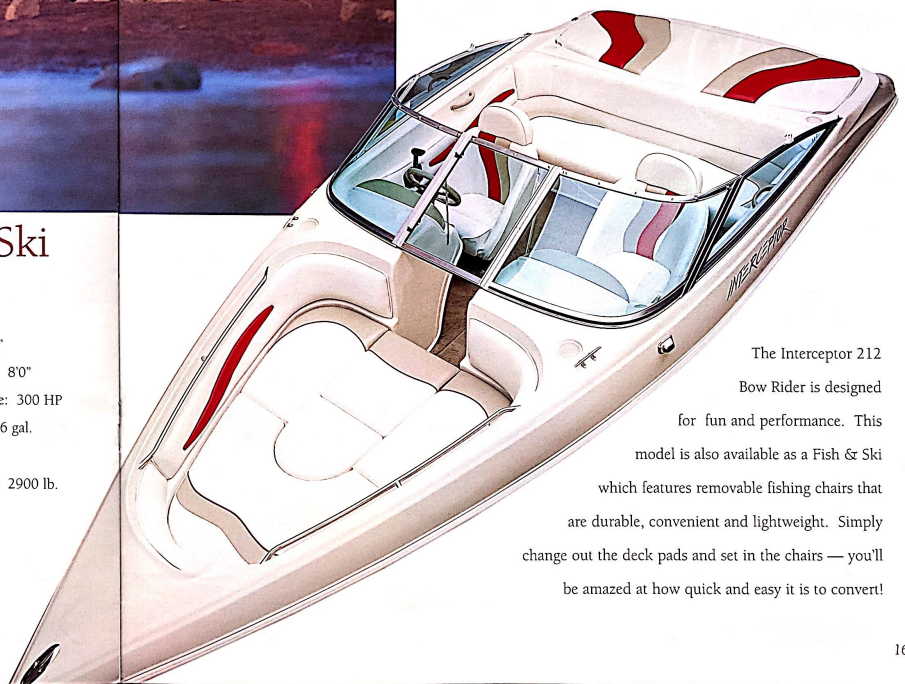 Ski
8'0"
e: 300 HP
6 gal.
2900 lb.
INTERCEPTOR
The Interceptor 212
Bow Rider is designed
for fun and performance. This
model is also available as a Fish & Ski
which features removable fishing chairs that
are durable, convenient and lightweight. Simply
change out the deck pads and set in the chairs — you'll
be amazed at how quick and easy it is to convert!